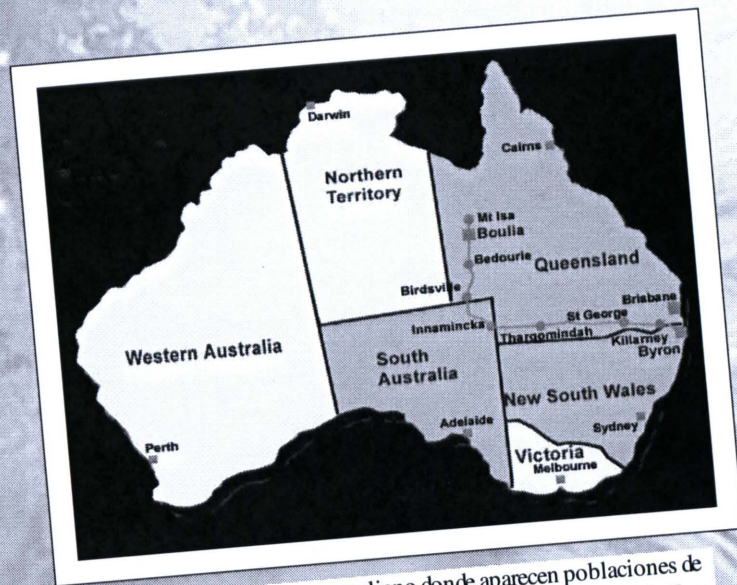 Darwin
Cairns
Northern
Territory
Mt Isa
Boulia
Bedourie
Queensland
Birdsville
Brisbane
St George
Innamincka
Thargomindah
Killarney
Byron
Western Australia
South
Australia
New South Wales
Adelaide
Sydney
Perth
Victoria
Melbourne
donde aparecen poblaciones de